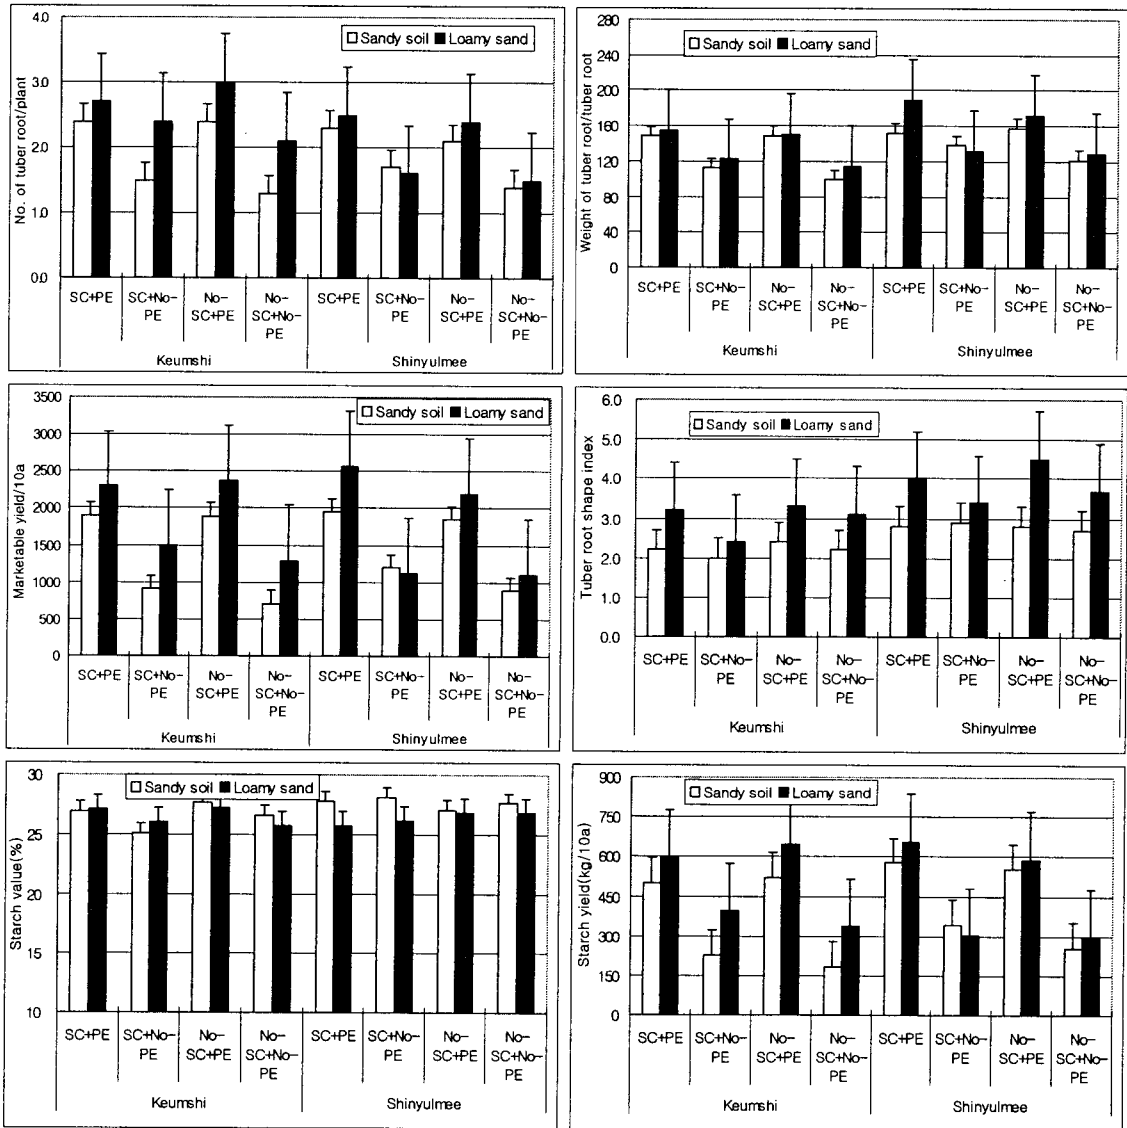 No. of tuber root/plant
4.0
3.0
2.0
1.0
0.0
Sandy soil Loamy sand
SC+PE SC+No- No- No- SC+PE SC+No- No- No-
PE SC+PE SC+No- PE SC+PE SC+No-
PE PE
Keumshi Shinyulmee
Weight of tuber root/tuber root
280
240
200
160
120
80
40
0
Sandy soil Loamy sand
SC+PE SC+No- No- No- SC+PE SC+No- No- No-
PE SC+PE SC+No- PE SC+PE SC+No-
PE PE
Keumshi Shinyulmee
Marketable yield/10a
3500
3000
2500
2000
1500
1000
500
0
Sandy soil Loamy sand
SC+PE SC+No- No- No- SC+PE SC+No- No- No-
PE SC+PE SC+No- PE SC+PE SC+No-
PE PE
Keumshi Shinyulmee
Tuber root shape index
6.0
5.0
4.0
3.0
2.0
1.0
0.0
Sandy soil Loamy sand
SC+PE SC+No- No- No- SC+PE SC+No- No- No-
PE SC+PE SC+No- PE SC+PE SC+No-
PE PE
Keumshi Shinyulmee
Starch value(%)
30
25
20
15
10
Sandy soil Loamy sand
SC+PE SC+No- No- No- SC+PE SC+No- No- No-
PE SC+PE SC+No- PE SC+PE SC+No-
PE PE
Keumshi Shinyulmee
Starch yield(kg/10a)
900
750
600
450
300
150
0
Sandy soil Loamy sand
SC+PE SC+No- No- No- SC+PE SC+No- No- No-
PE SC+PE SC+No- PE SC+PE SC+No-
PE PE
Keumshi Shinyulmee